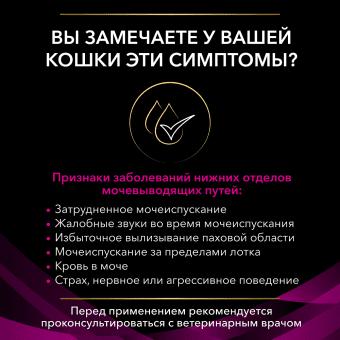 ВЫ ЗАМЕЧАЕТЕ У ВАШЕЙ
КОШКИ ЭТИ СИМПТОМЫ?
Признаки заболеваний нижних отделов
мочевыводящих путей:
• Затрудненное мочеиспускание
• Жалобные звуки во время мочеиспускания
• Избыточное вылизывание паховой области
• Мочеиспускание за пределами лотка
• Кровь в моче
• Страх, нервное или агрессивное поведение
Перед применением рекомендуется
проконсультироваться с ветеринарным врачом